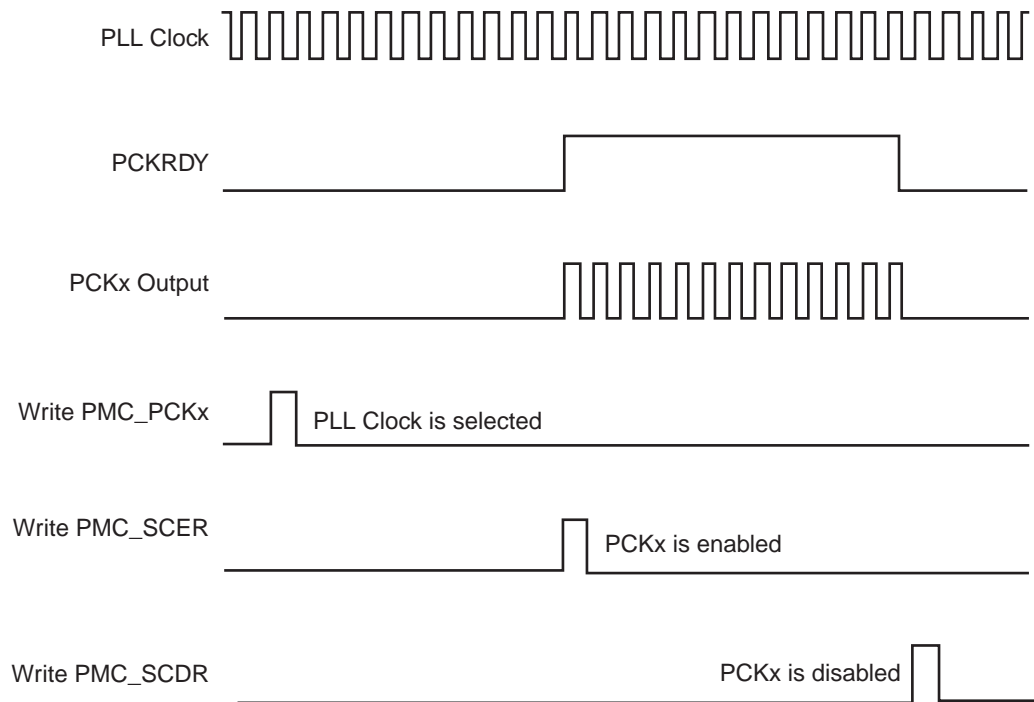 PLL Clock
PCKRDY
PCKx Output
Write PMC_PCKx
PLL Clock is selected
Write PMC_SCER
PCKx is enabled
Write PMC_SCDR
PCKx is disabled